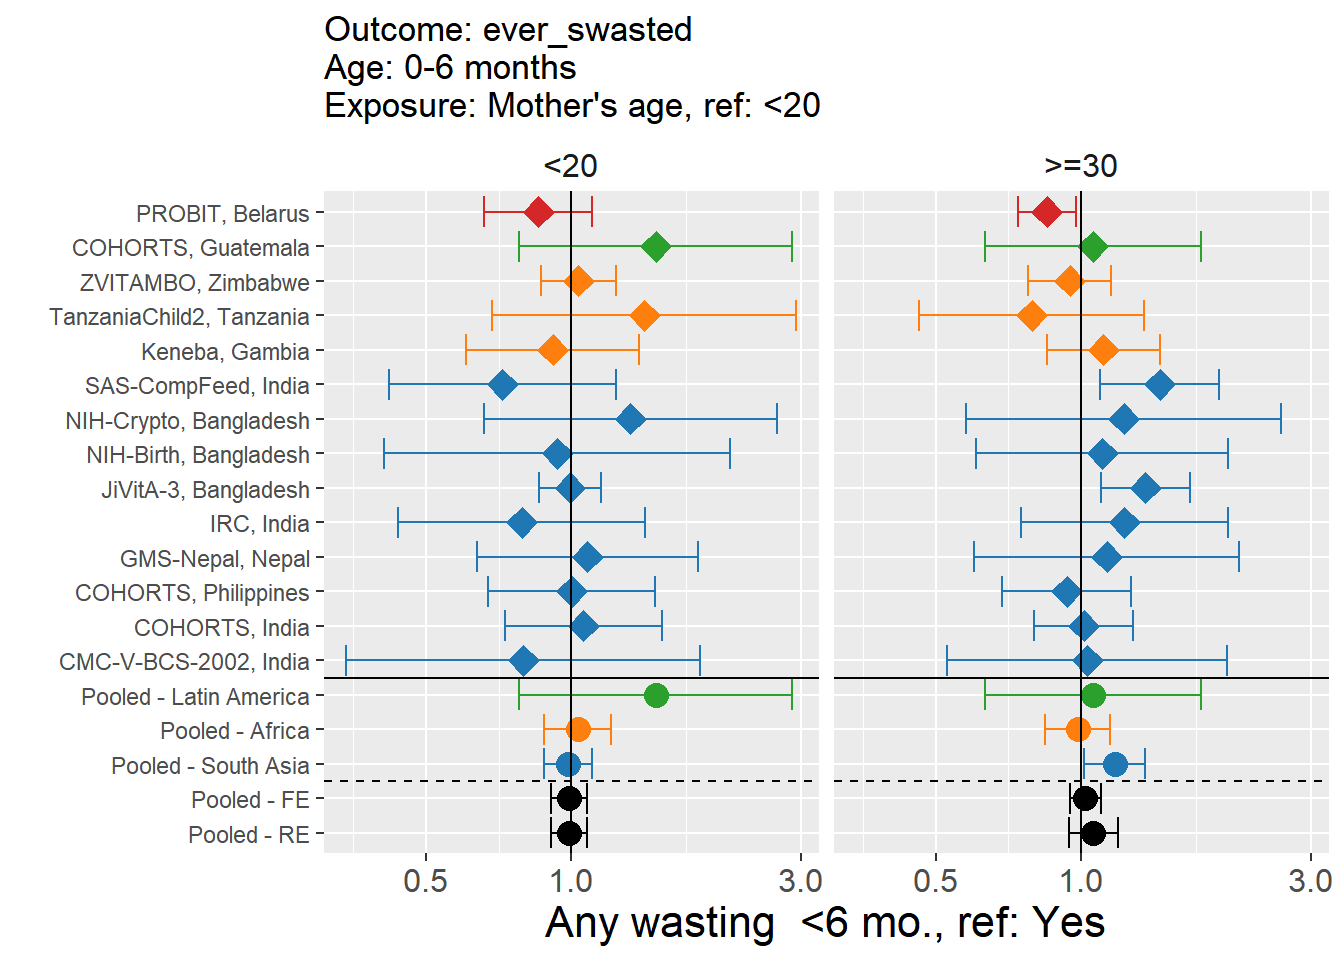 Outcome: ever_swasted
Age: 0-6 months
Exposure: Mother's age, ref: <20
<20 >=30
PROBIT, Belarus
COHORTS, Guatemala
ZVITAMBO, Zimbabwe
TanzaniaChild2, Tanzania
Keneba, Gambia
SAS-CompFeed, India
NIH-Crypto, Bangladesh
NIH-Birth, Bangladesh
JiVitA-3, Bangladesh
IRC, India
GMS-Nepal, Nepal
COHORTS, Philippines
COHORTS, India
CMC-V-BCS-2002, India
Pooled - Latin America
Pooled - Africa
Pooled - South Asia
Pooled - FE
Pooled - RE
0.5 1.0 3.0 0.5 1.0 3.0
Any wasting  <6 mo., ref: Yes